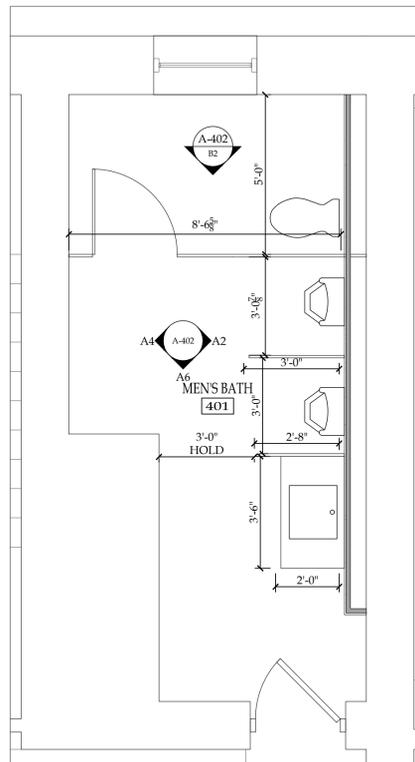 A-402
B2
5'-0"
8'-6⅝"
3'-0⅞"
A4 A-402 A2
A6
3'-0"
MEN'S BATH
401
3'-0"
3'-0"
HOLD
2'-8"
3'-6"
2'-0"